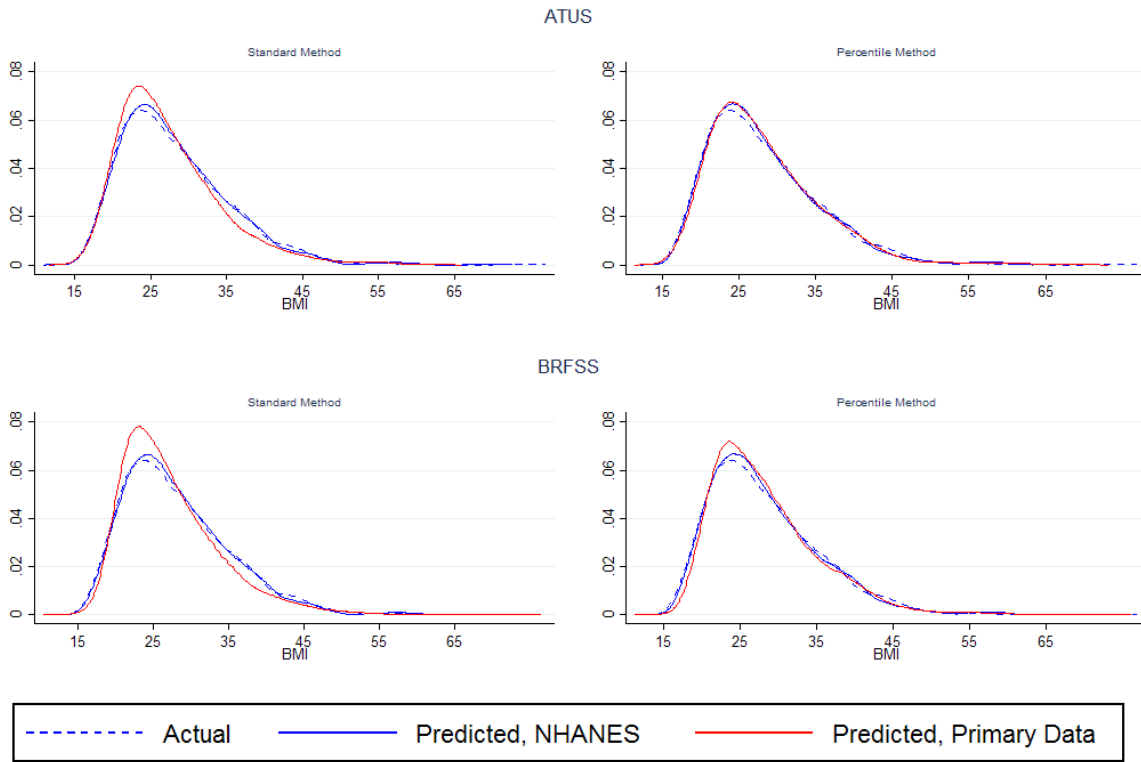 ATUS
Standard Method
Percentile Method
.08
.06
.04
.02
0
15 25 35 45 55 65
BMI
.08
.06
.04
.02
0
15 25 35 45 55 65
BMI
BRFSS
Standard Method
Percentile Method
.08
.06
.04
.02
0
15 25 35 45 55 65
BMI
.08
.06
.04
.02
0
15 25 35 45 55 65
BMI
Actual Predicted, NHANES Predicted, Primary Data